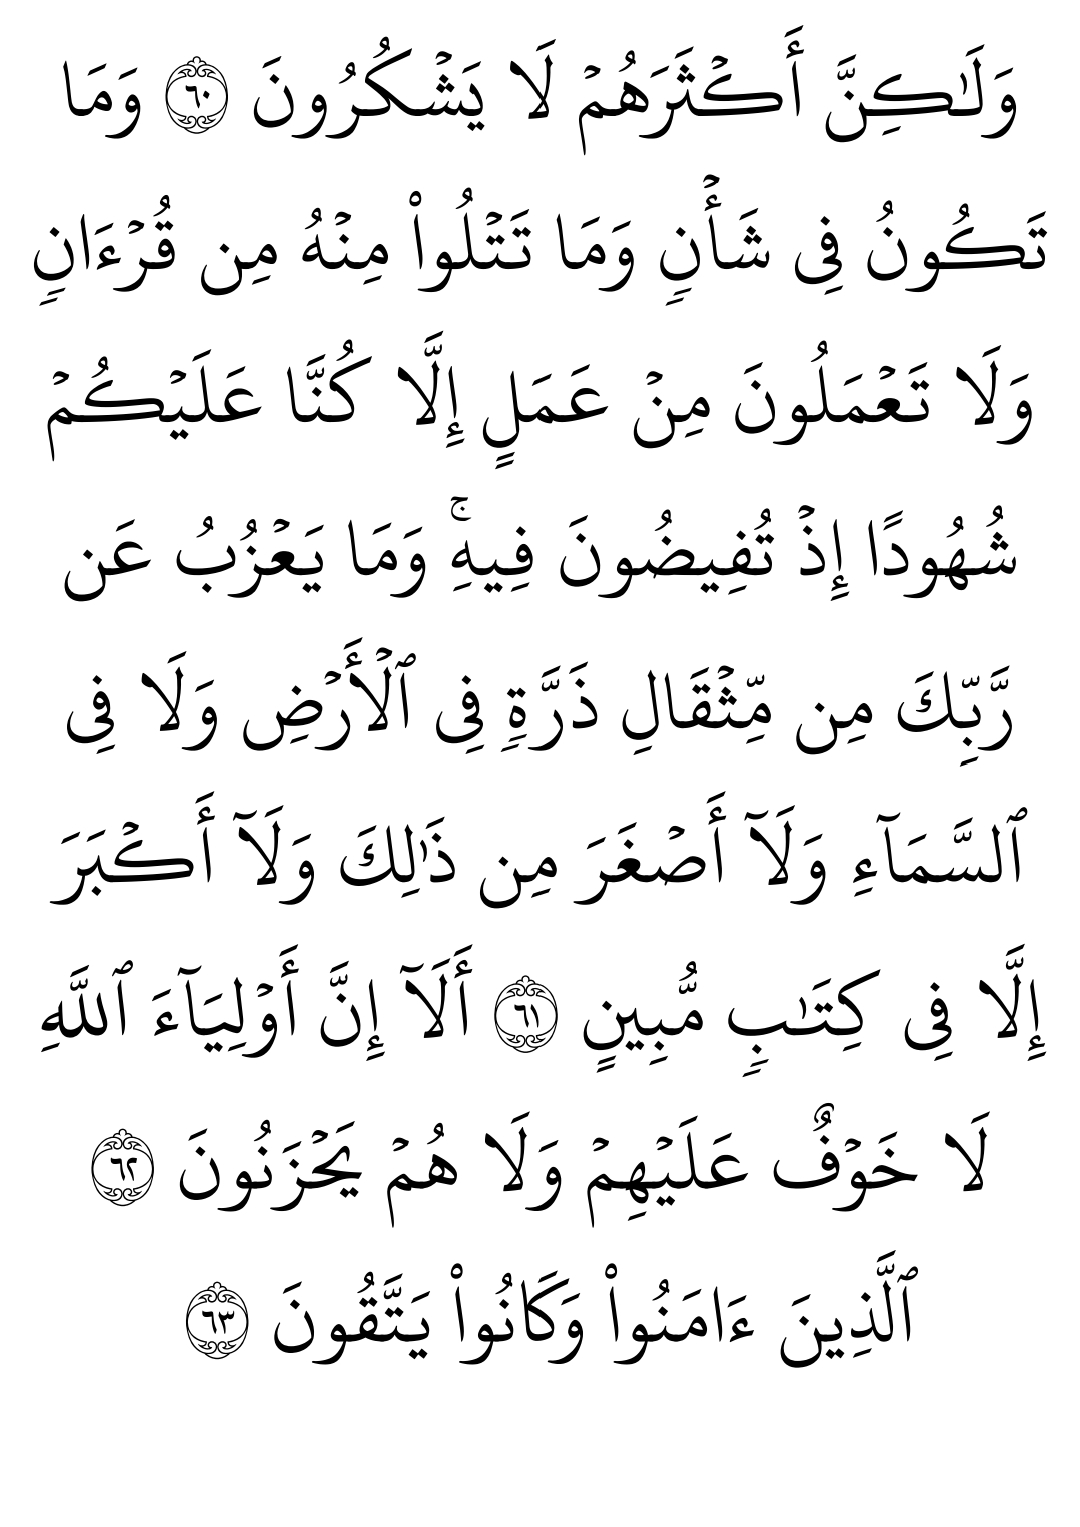 وَلَٰكِنَّ أَكۡثَرَهُمۡ لَا يَشۡكُرُونَ ۝٦٠ وَمَا
تَكُونُ فِى شَأۡنٖ وَمَا تَتۡلُواْ مِنۡهُ مِن قُرۡءَانٖ
وَلَا تَعۡمَلُونَ مِنۡ عَمَلٍ إِلَّا كُنَّا عَلَيۡكُمۡ
شُهُودًا إِذۡ تُفِيضُونَ فِيهِۚ وَمَا يَعۡزُبُ عَن
رَّبِّكَ مِن مِّثۡقَالِ ذَرَّةٖ فِى ٱلۡأَرۡضِ وَلَا فِى
ٱلسَّمَآءِ وَلَآ أَصۡغَرَ مِن ذَٰلِكَ وَلَآ أَكۡبَرَ
إِلَّا فِى كِتَٰبٖ مُّبِينٍ ۝٦١ أَلَآ إِنَّ أَوۡلِيَآءَ ٱللَّهِ
لَا خَوۡفٌ عَلَيۡهِمۡ وَلَا هُمۡ يَحۡزَنُونَ ۝٦٢
ٱلَّذِينَ ءَامَنُواْ وَكَانُواْ يَتَّقُونَ ۝٦٣